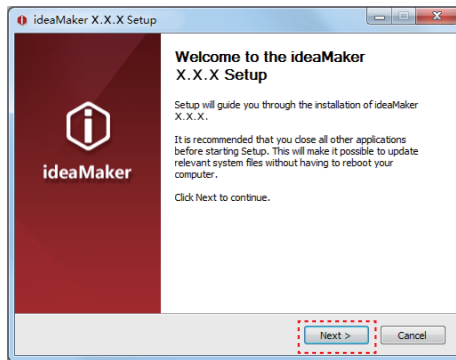 ideaMaker X.X.X Setup
Welcome to the ideaMaker
X.X.X Setup
Setup will guide you through the installation of ideaMaker
X.X.X.
It is recommended that you close all other applications
before starting Setup. This will make it possible to update
relevant system files without having to reboot your
computer.
Click Next to continue.
ideaMaker
Next >
Cancel